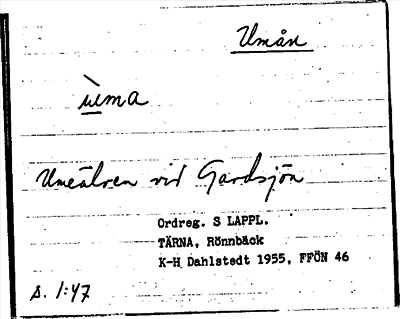 Umån
ùma
Umeälven vid Gardsjön
Ordreg. S LAPPL.
TÄRNA, Rönnbäck
K-H Dahlstedt 1955, FFÖN 46
s. 1:47